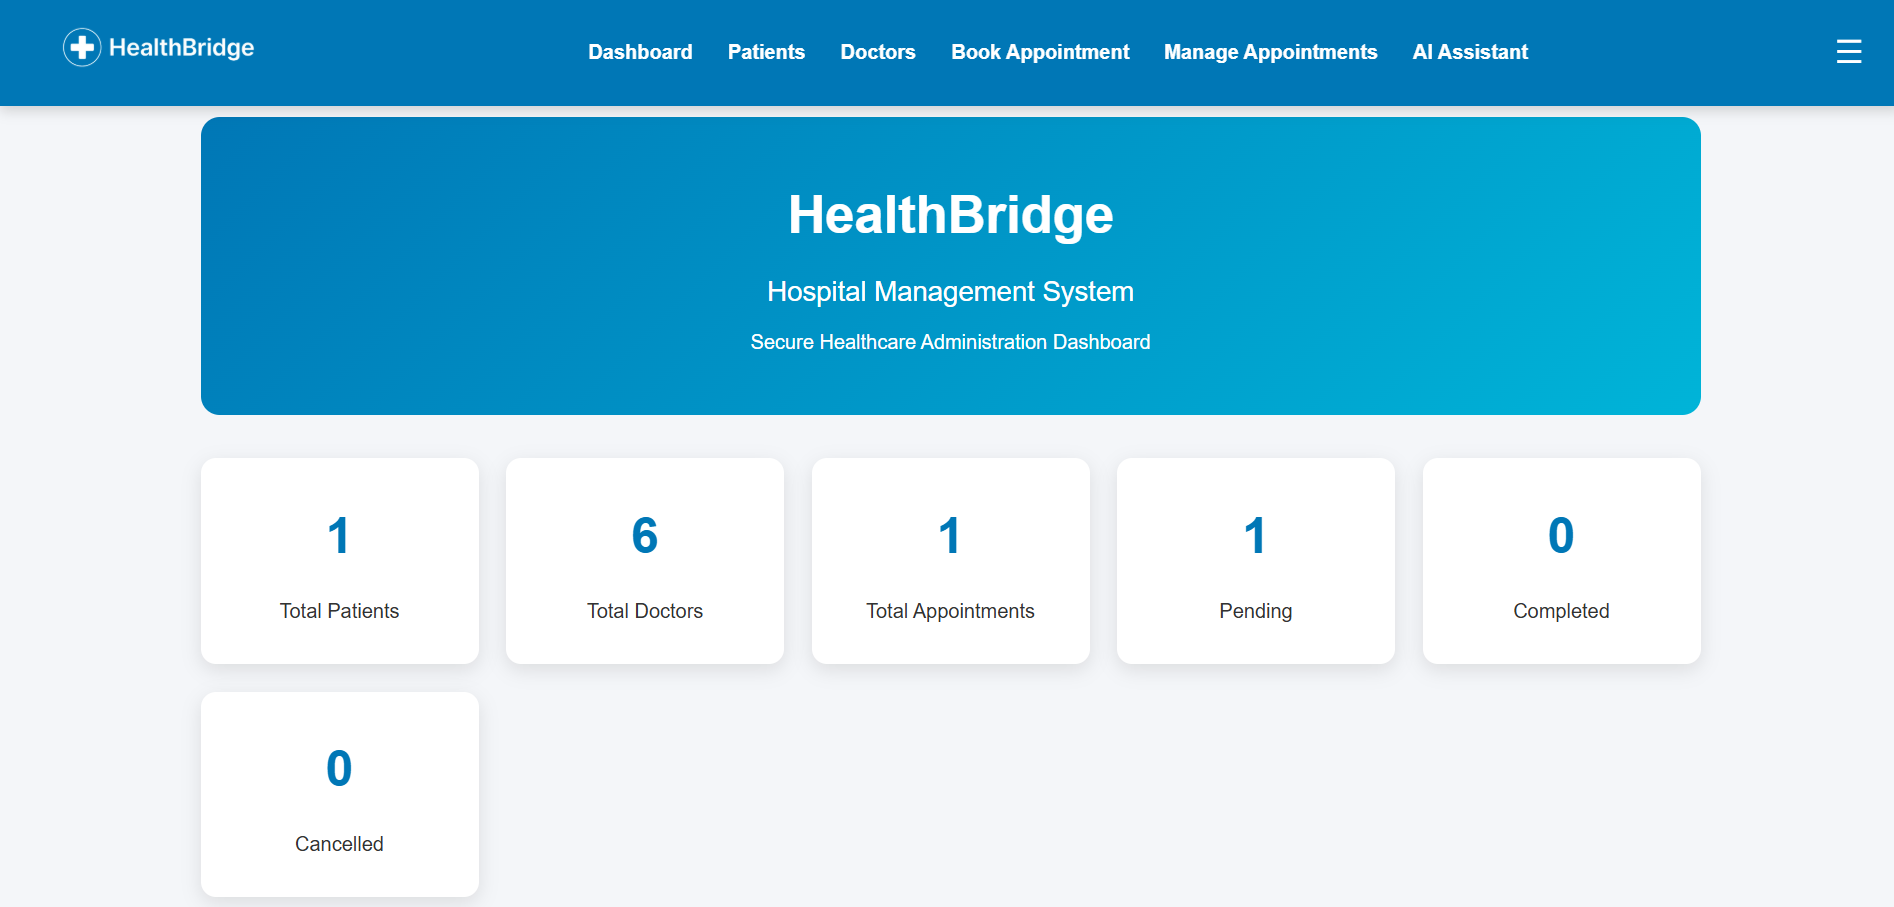 HealthBridge
Dashboard Patients Doctors Book Appointment Manage Appointments AI Assistant
HealthBridge
Hospital Management System
Secure Healthcare Administration Dashboard
1
Total Patients
6
Total Doctors
1
Total Appointments
1
Pending
0
Completed
0
Cancelled